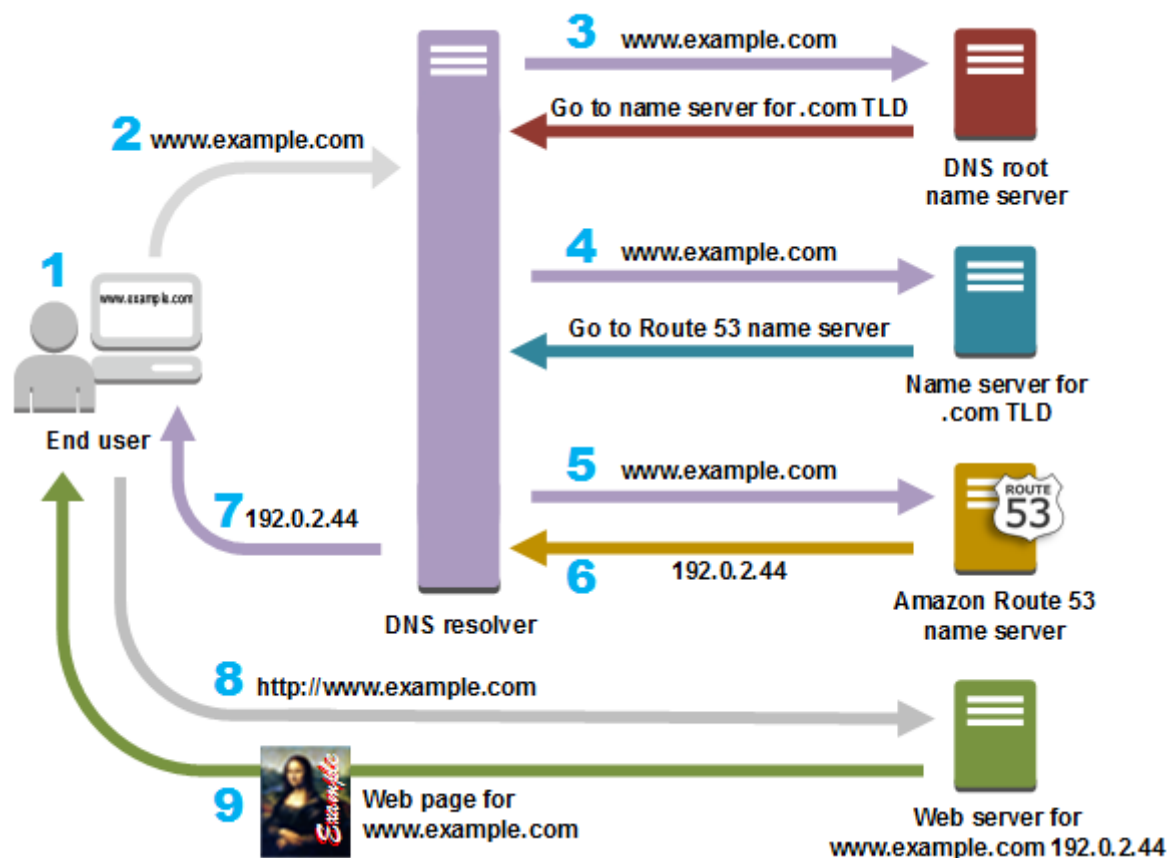 3 www.example.com
Go to name server for .com TLD
DNS root
name server
2 www.example.com
1
www.example.com
End user
4 www.example.com
Go to Route 53 name server
Name server for
.com TLD
5 www.example.com
ROUTE
53
6 192.0.2.44
Amazon Route 53
name server
7 192.0.2.44
DNS resolver
8 http://www.example.com
9
Example
Web page for
www.example.com
Web server for
www.example.com 192.0.2.44